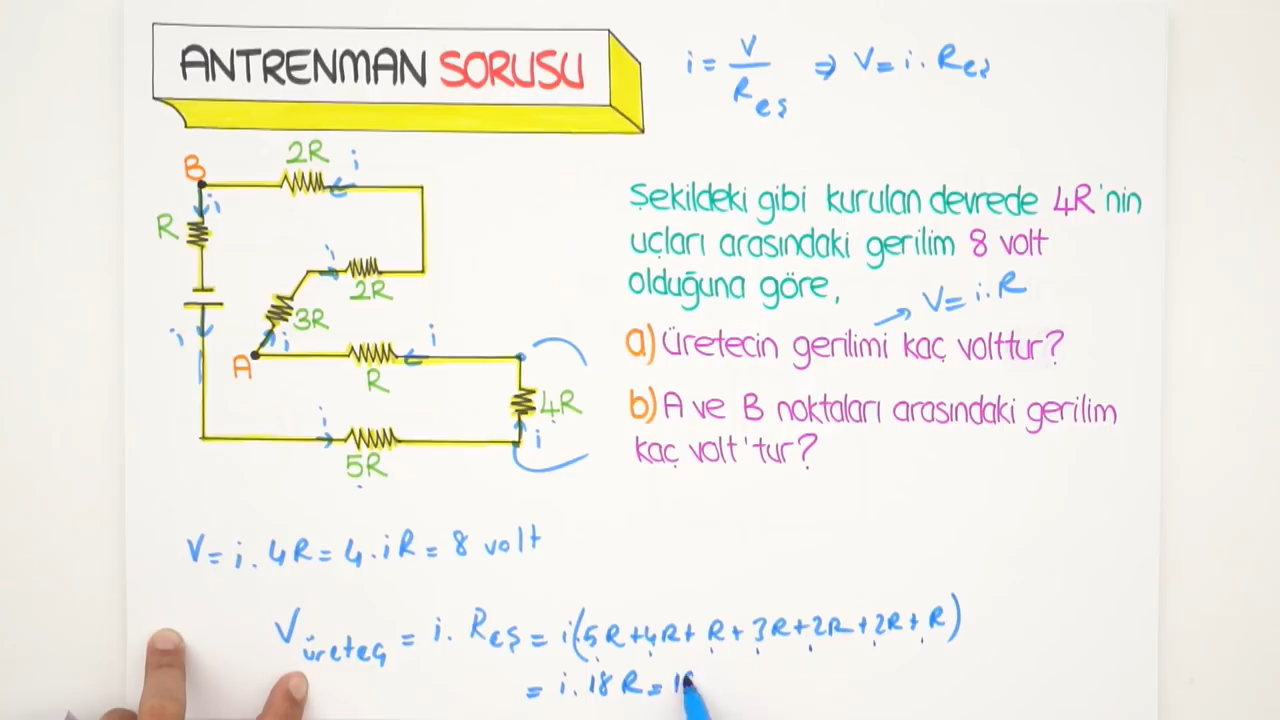 ANTRENMAN SORUSU
i = V / Reş ⇒ V = i. Reş
B
2R
i
i
R
2R
i
3R
i
i
A
i
R
4R
i
i
5R
Şekildeki gibi kurulan devrede 4R'nin
uçları arasındaki gerilim 8 volt
olduğuna göre,
V = i.R
a) Üretecin gerilimi kaç volttur?
b) A ve B noktaları arasındaki gerilim
kaç volt'tur?
V = i. 4R = 4. iR = 8 volt
Vüreteç = i. Reş = i(5R+4R+R+3R+2R+2R+R)
= i. 18R =